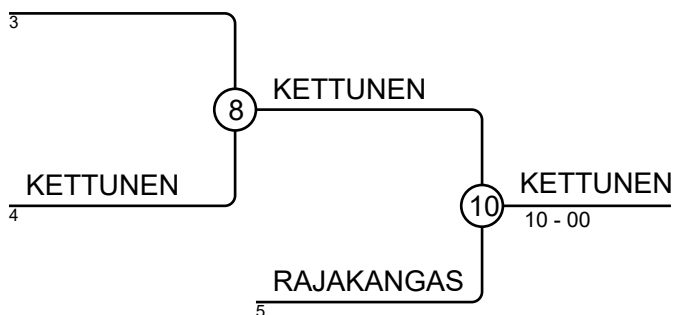 3
KETTUNEN
8
KETTUNEN
4
KETTUNEN
10
10 - 00
RAJAKANGAS
5